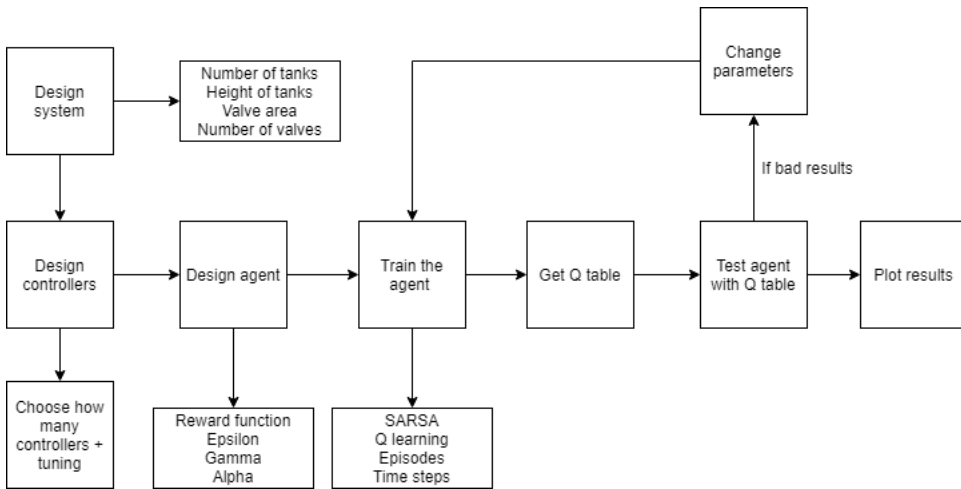 Design
system
Number of tanks
Height of tanks
Valve area
Number of valves
Change
parameters
If bad results
Design
controllers
Design agent
Train the
agent
Get Q table
Test agent
with Q table
Plot results
Choose how
many
controllers +
tuning
Reward function
Epsilon
Gamma
Alpha
SARSA
Q learning
Episodes
Time steps